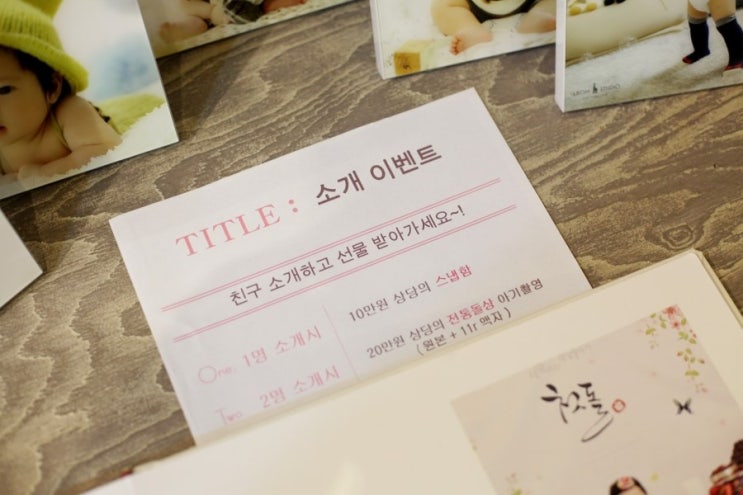 TITLE : 소개 이벤트
친구 소개하고 선물 받아가세요~!
One. 1명 소개시
10만원 상당의 스냅함
Two 2명 소개시
20만원 상당의 전통돌상 아기촬영
( 원본 + 11r 액자 )
첫돌